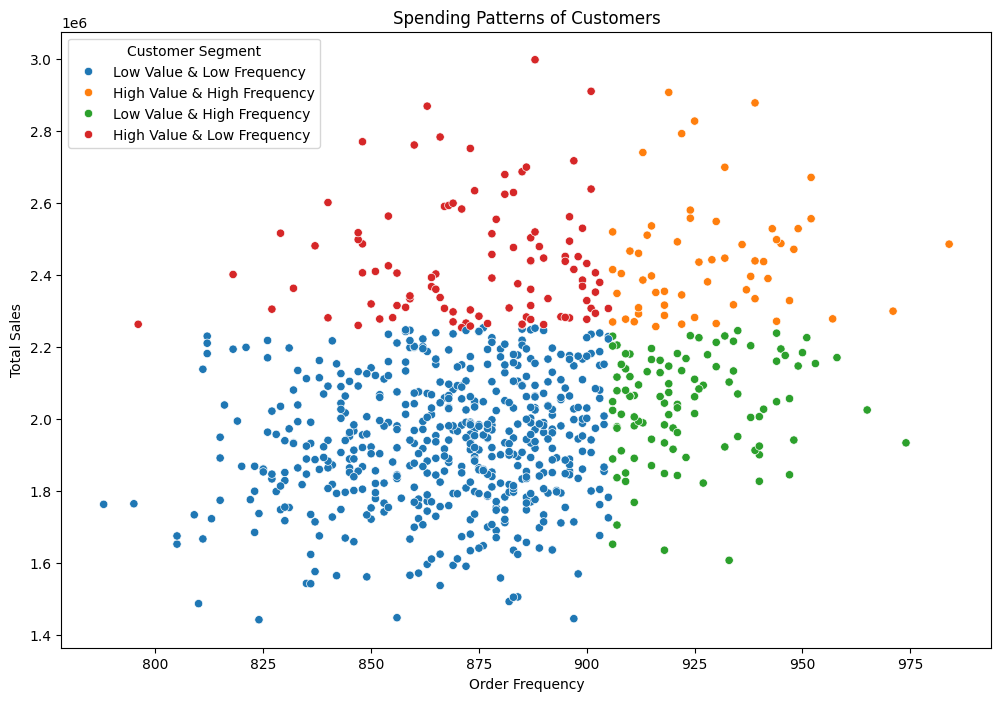 Spending Patterns of Customers
1e6
Customer Segment
Low Value & Low Frequency
High Value & High Frequency
Low Value & High Frequency
High Value & Low Frequency
3.0
2.8
2.6
2.4
2.2
2.0
1.8
1.6
1.4
Total Sales
800 825 850 875 900 925 950 975
Order Frequency